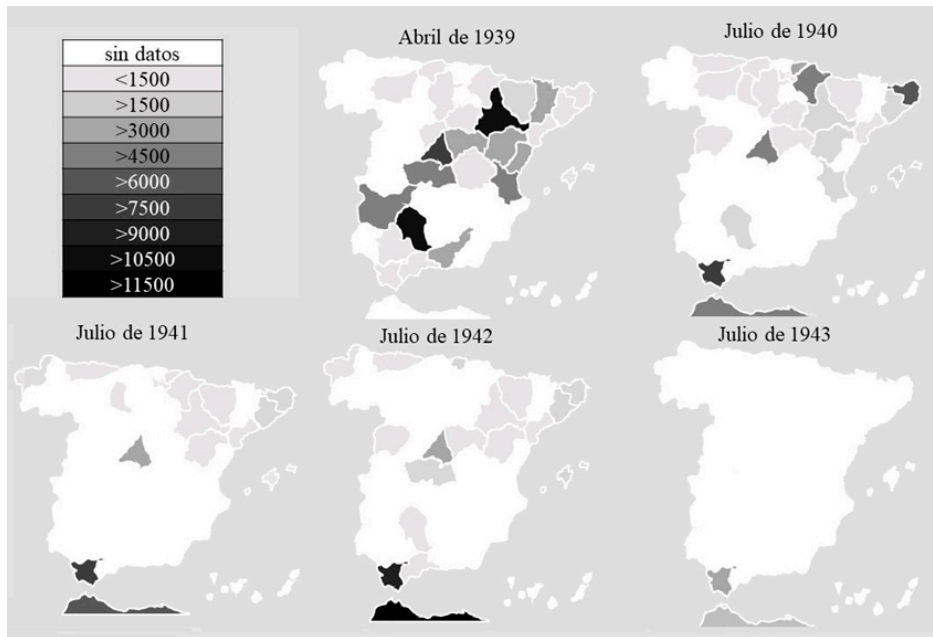 Abril de 1939
Julio de 1940
sin datos
<1500
>1500
>3000
>4500
>6000
>7500
>9000
>10500
>11500
Julio de 1941
Julio de 1942
Julio de 1943